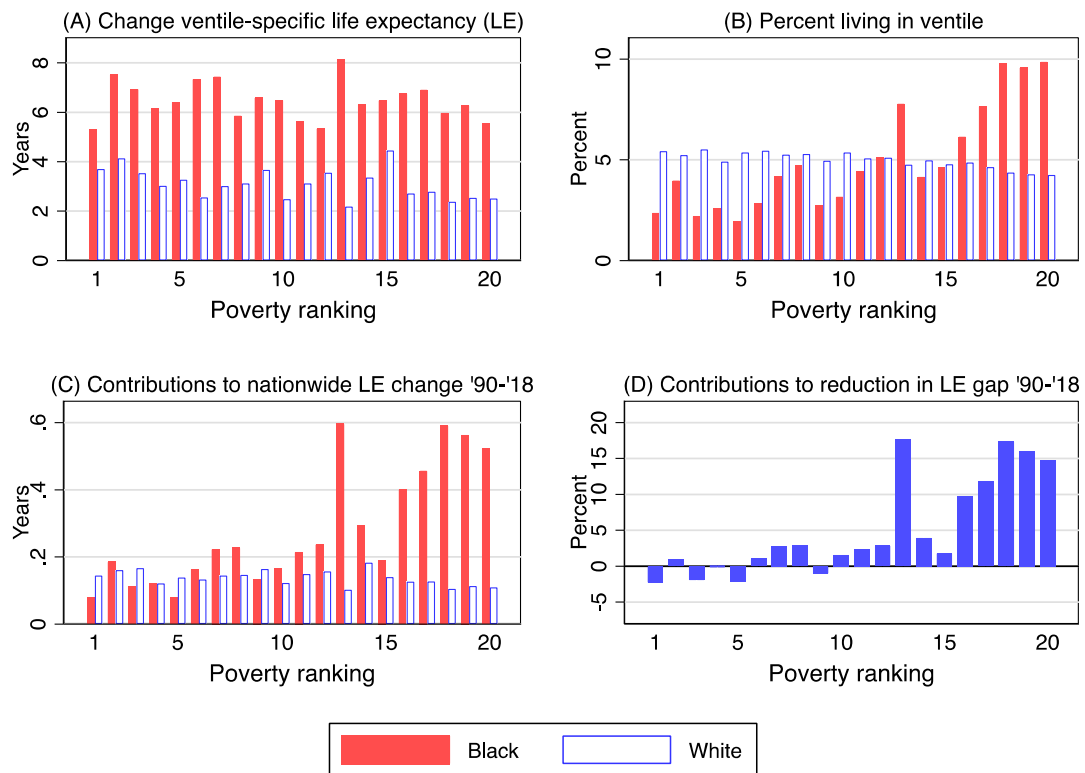 (A) Change ventile-specific life expectancy (LE)
Years
0 2 4 6 8
1 5 10 15 20
Poverty ranking
(B) Percent living in ventile
Percent
0 5 10
1 5 10 15 20
Poverty ranking
(C) Contributions to nationwide LE change '90-'18
Years
0 .2 .4 .6
1 5 10 15 20
Poverty ranking
(D) Contributions to reduction in LE gap '90-'18
Percent
-5 0 5 10 15 20
1 5 10 15 20
Poverty ranking
Black White